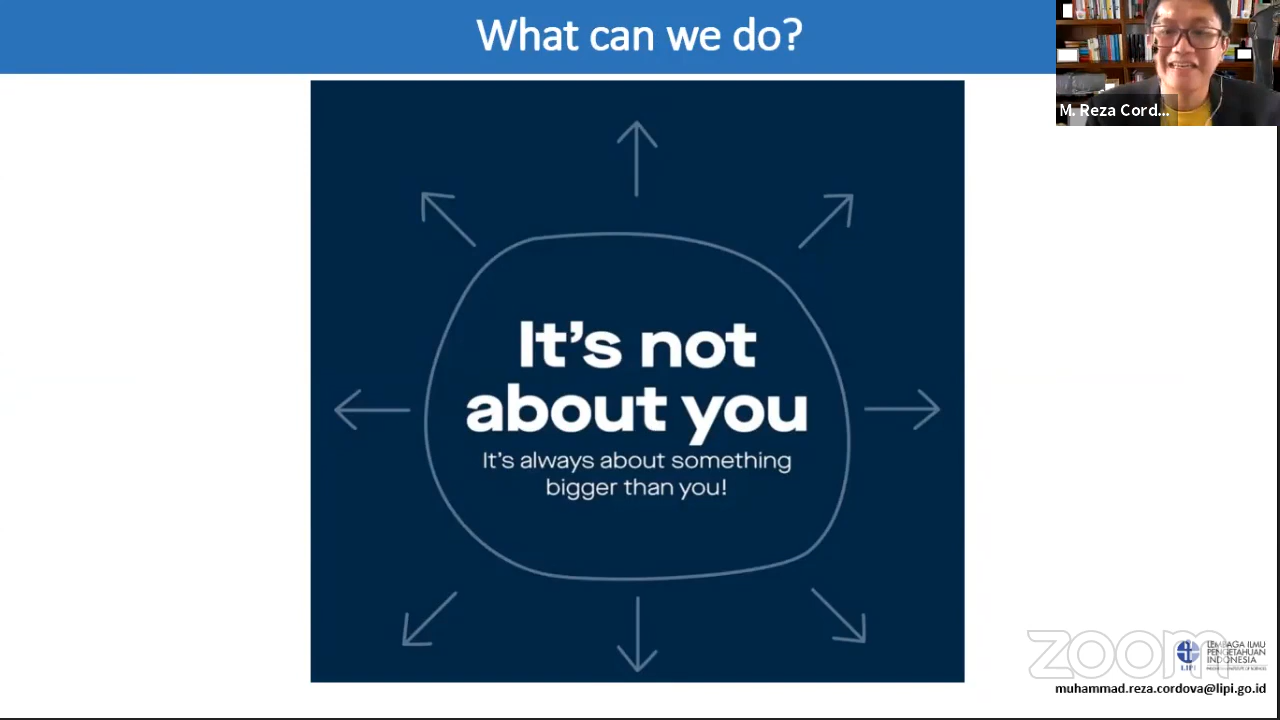 What can we do?
M. Reza Cord...
It's not
about you
It's always about something
bigger than you!
zoom
LEMBAGA ILMU
PENGETAHUAN
INDONESIA
LIPI
muhammad.reza.cordova@lipi.go.id